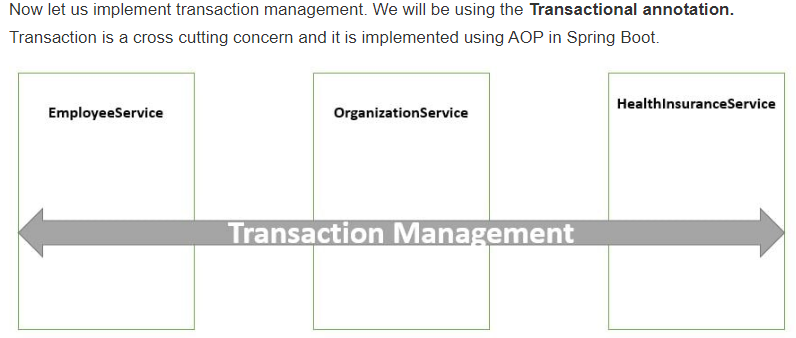 Now let us implement transaction management. We will be using the Transactional annotation.
Transaction is a cross cutting concern and it is implemented using AOP in Spring Boot.
EmployeeService
OrganizationService
HealthInsuranceService
Transaction Management